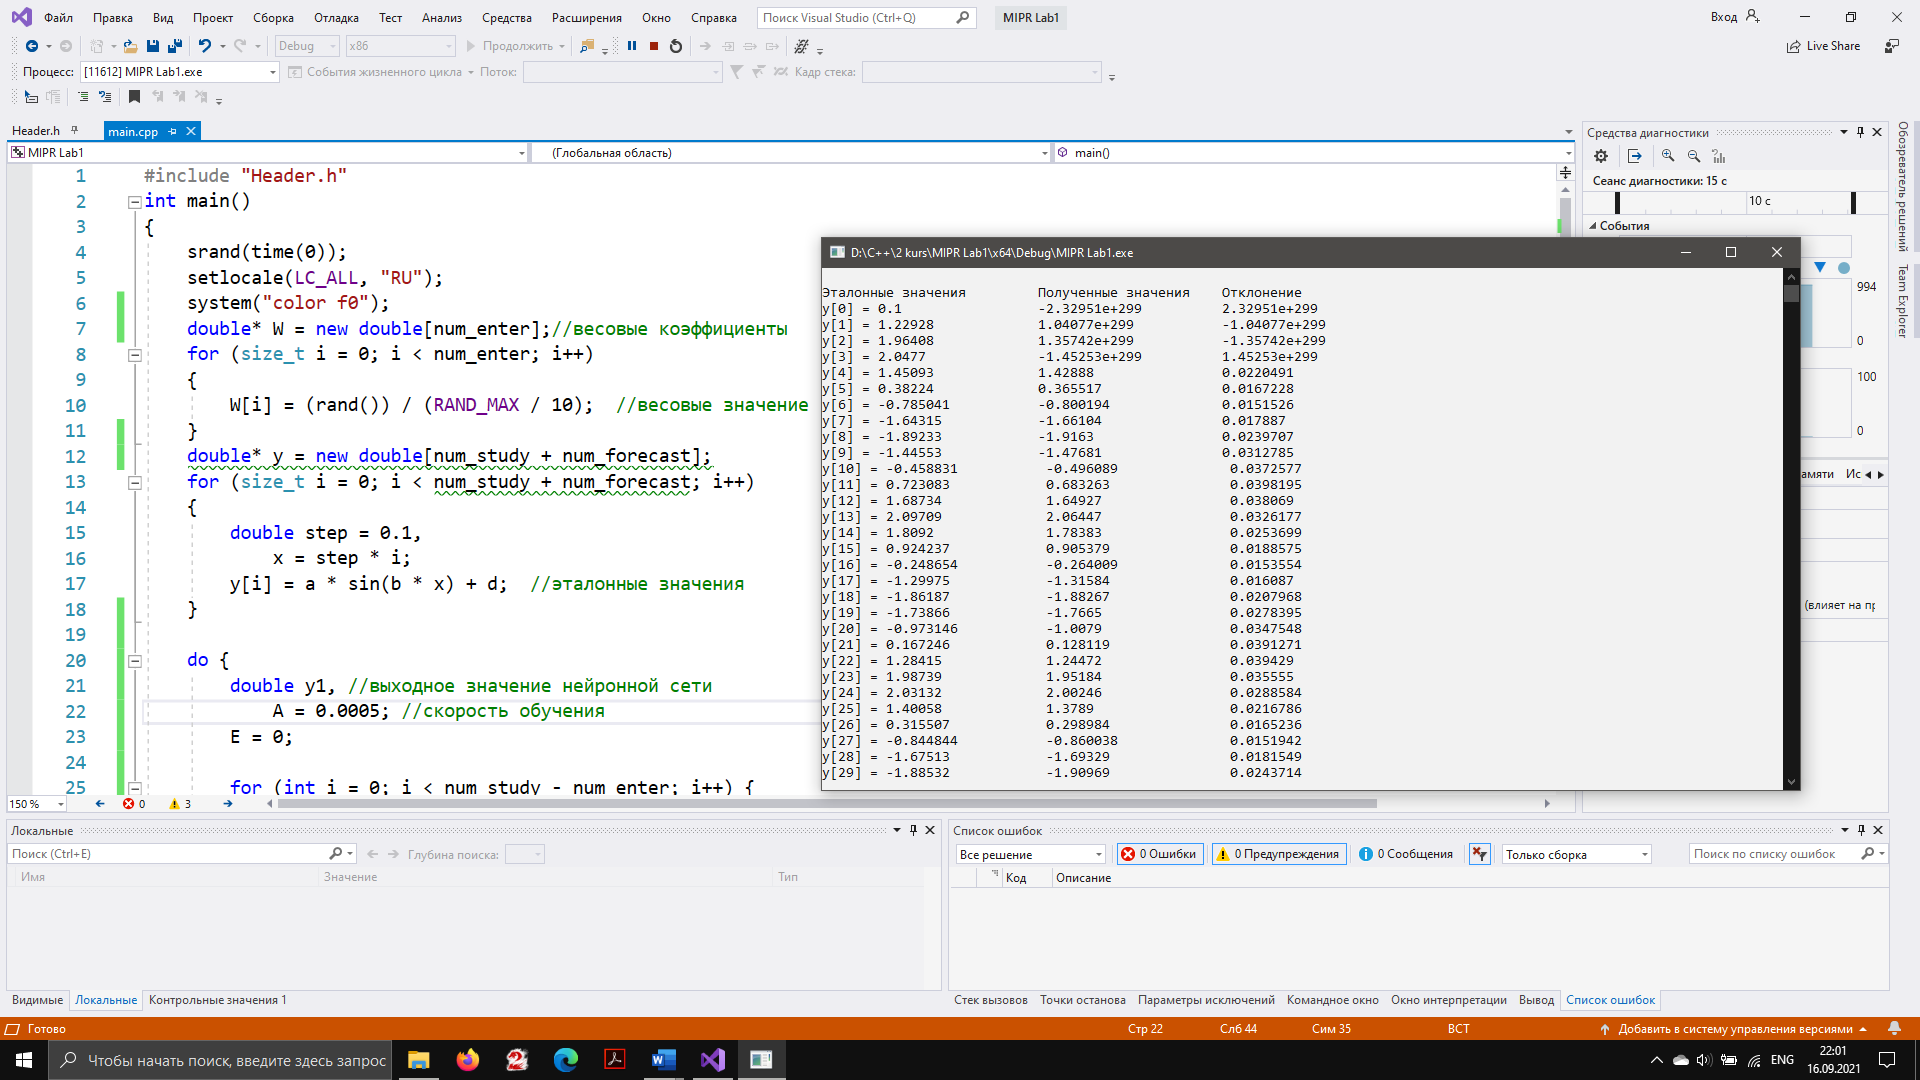 Файл Правка Вид Проект Сборка Отладка Тест Анализ Средства Расширения Окно Справка Поиск Visual Studio (Ctrl+Q) MIPR Lab1 Вход
Debug x86 Продолжить Live Share
Процесс: [11612] MIPR Lab1.exe События жизненного цикла Поток: Кадр стека:
Header.h main.cpp
MIPR Lab1 (Глобальная область) main()
1 #include "Header.h"
2 int main()
3 {
4 srand(time(0));
5 setlocale(LC_ALL, "RU");
6 system("color f0");
7 double* W = new double[num_enter];//весовые коэффициенты
8 for (size_t i = 0; i < num_enter; i++)
9 {
10 W[i] = (rand()) / (RAND_MAX / 10); //весовые значение
11 }
12 double* y = new double[num_study + num_forecast];
13 for (size_t i = 0; i < num_study + num_forecast; i++)
14 {
15 double step = 0.1,
16 x = step * i;
17 y[i] = a * sin(b * x) + d; //эталонные значения
18 }
19
20 do {
21 double y1, //выходное значение нейронной сети
22 A = 0.0005; //скорость обучения
23 E = 0;
24
25 for (int i = 0; i < num_study - num_enter; i++) {
150 % 0 3
D:\C++\2 kurs\MIPR Lab1\x64\Debug\MIPR Lab1.exe
Эталонные значения Полученные значения Отклонение
y[0] = 0.1 -2.32951e+299 2.32951e+299
y[1] = 1.22928 1.04077e+299 -1.04077e+299
y[2] = 1.96408 1.35742e+299 -1.35742e+299
y[3] = 2.0477 -1.45253e+299 1.45253e+299
y[4] = 1.45093 1.42888 0.0220491
y[5] = 0.38224 0.365517 0.0167228
y[6] = -0.785041 -0.800194 0.0151526
y[7] = -1.64315 -1.66104 0.017887
y[8] = -1.89233 -1.9163 0.0239707
y[9] = -1.44553 -1.47681 0.0312785
y[10] = -0.458831 -0.496089 0.0372577
y[11] = 0.723083 0.683263 0.0398195
y[12] = 1.68734 1.64927 0.038069
y[13] = 2.09709 2.06447 0.0326177
y[14] = 1.8092 1.78383 0.0253699
y[15] = 0.924237 0.905379 0.0188575
y[16] = -0.248654 -0.264009 0.0153554
y[17] = -1.29975 -1.31584 0.016087
y[18] = -1.86187 -1.88267 0.0207968
y[19] = -1.73866 -1.7665 0.0278395
y[20] = -0.973146 -1.0079 0.0347548
y[21] = 0.167246 0.128119 0.0391271
y[22] = 1.28415 1.24472 0.039429
y[23] = 1.98739 1.95184 0.035555
y[24] = 2.03132 2.00246 0.0288584
y[25] = 1.40058 1.3789 0.0216786
y[26] = 0.315507 0.298984 0.0165236
y[27] = -0.844844 -0.860038 0.0151942
y[28] = -1.67513 -1.69329 0.0181549
y[29] = -1.88532 -1.90969 0.0243714
Средства диагностики
Сеанс диагностики: 15 с
10 с
События
994
0
100
0
амяти Ис
(влияет на пр
Обозреватель решений
Team Explorer
Локальные
Поиск (Ctrl+E) Глубина поиска:
Имя Значение Тип
Видимые Локальные Контрольные значения 1
Список ошибок
Все решение 0 Ошибки 0 Предупреждения 0 Сообщения Только сборка Поиск по списку ошибок
Код Описание
Стек вызовов Точки останова Параметры исключений Командное окно Окно интерпретации Вывод Список ошибок
Готово Стр 22 Слб 44 Сим 35 ВСТ Добавить в систему управления версиями
Чтобы начать поиск, введите здесь запрос
ENG
22:01
16.09.2021